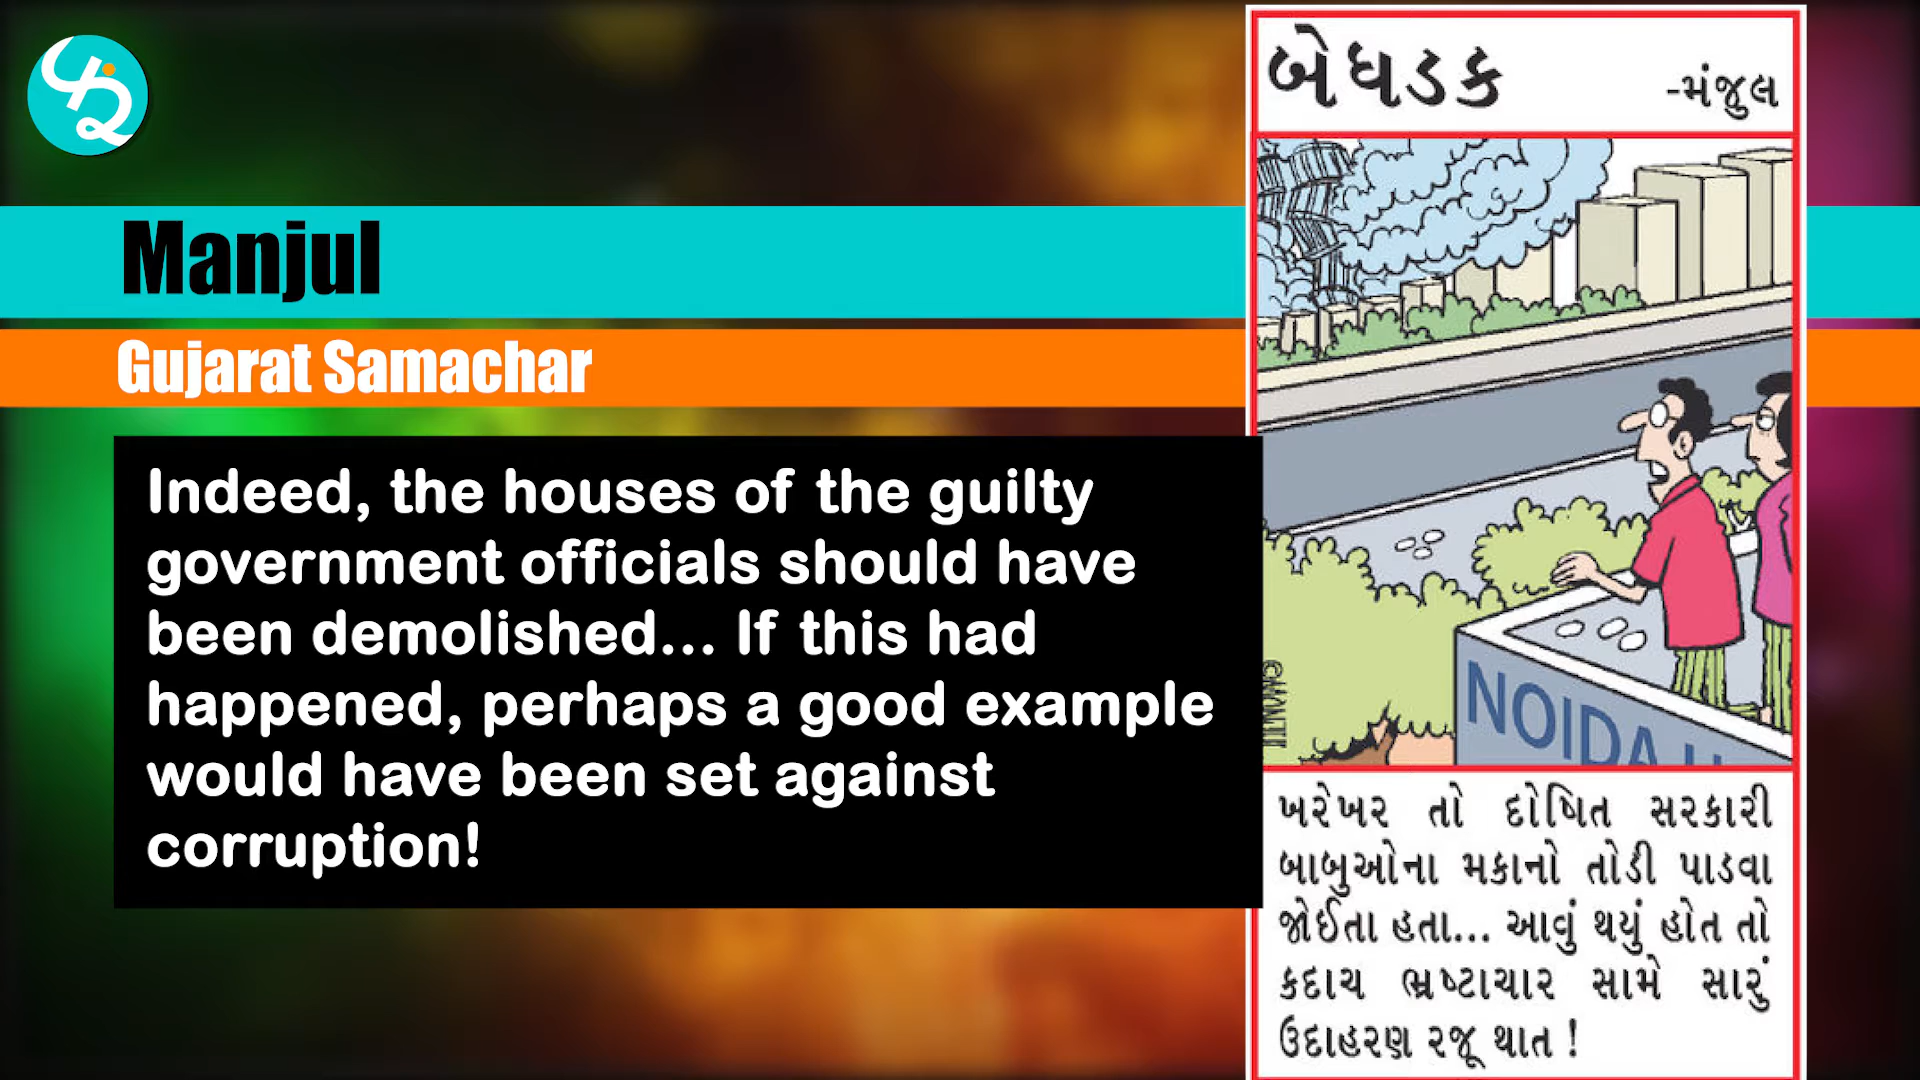 Manjul
Gujarat Samachar
Indeed, the houses of the guilty
government officials should have
been demolished... If this had
happened, perhaps a good example
would have been set against
corruption!
બેધડક
-મંજુલ
©MANJUL
NOIDA
ખરેખર તો દોષિત સરકારી
બાબુઓના મકાનો તોડી પાડવા
જોઈતા હતા... આવું થયું હોત તો
કદાચ ભ્રષ્ટાચાર સામે સારું
ઉદાહરણ રજૂ થાત !